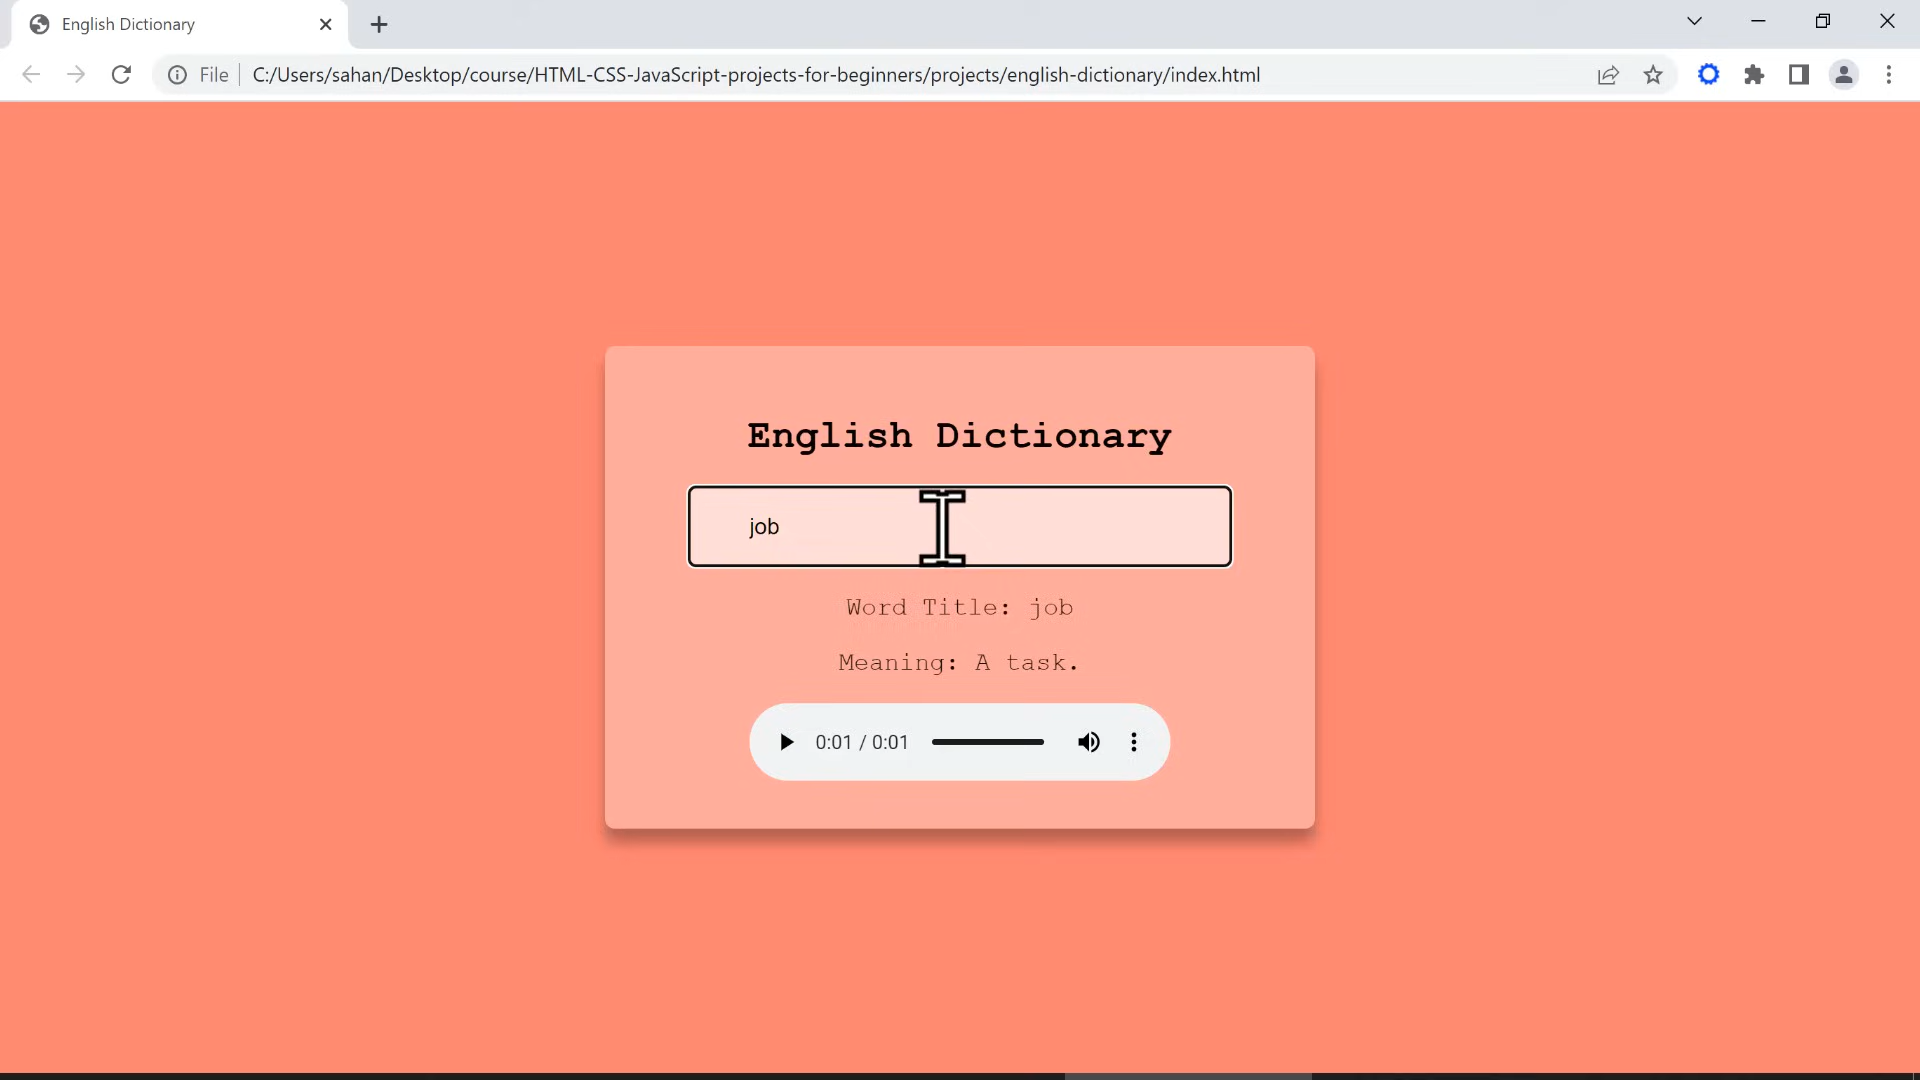 English Dictionary
File
C:/Users/sahan/Desktop/course/HTML-CSS-JavaScript-projects-for-beginners/projects/english-dictionary/index.html
English Dictionary
job
Word Title: job
Meaning: A task.
0:01 / 0:01